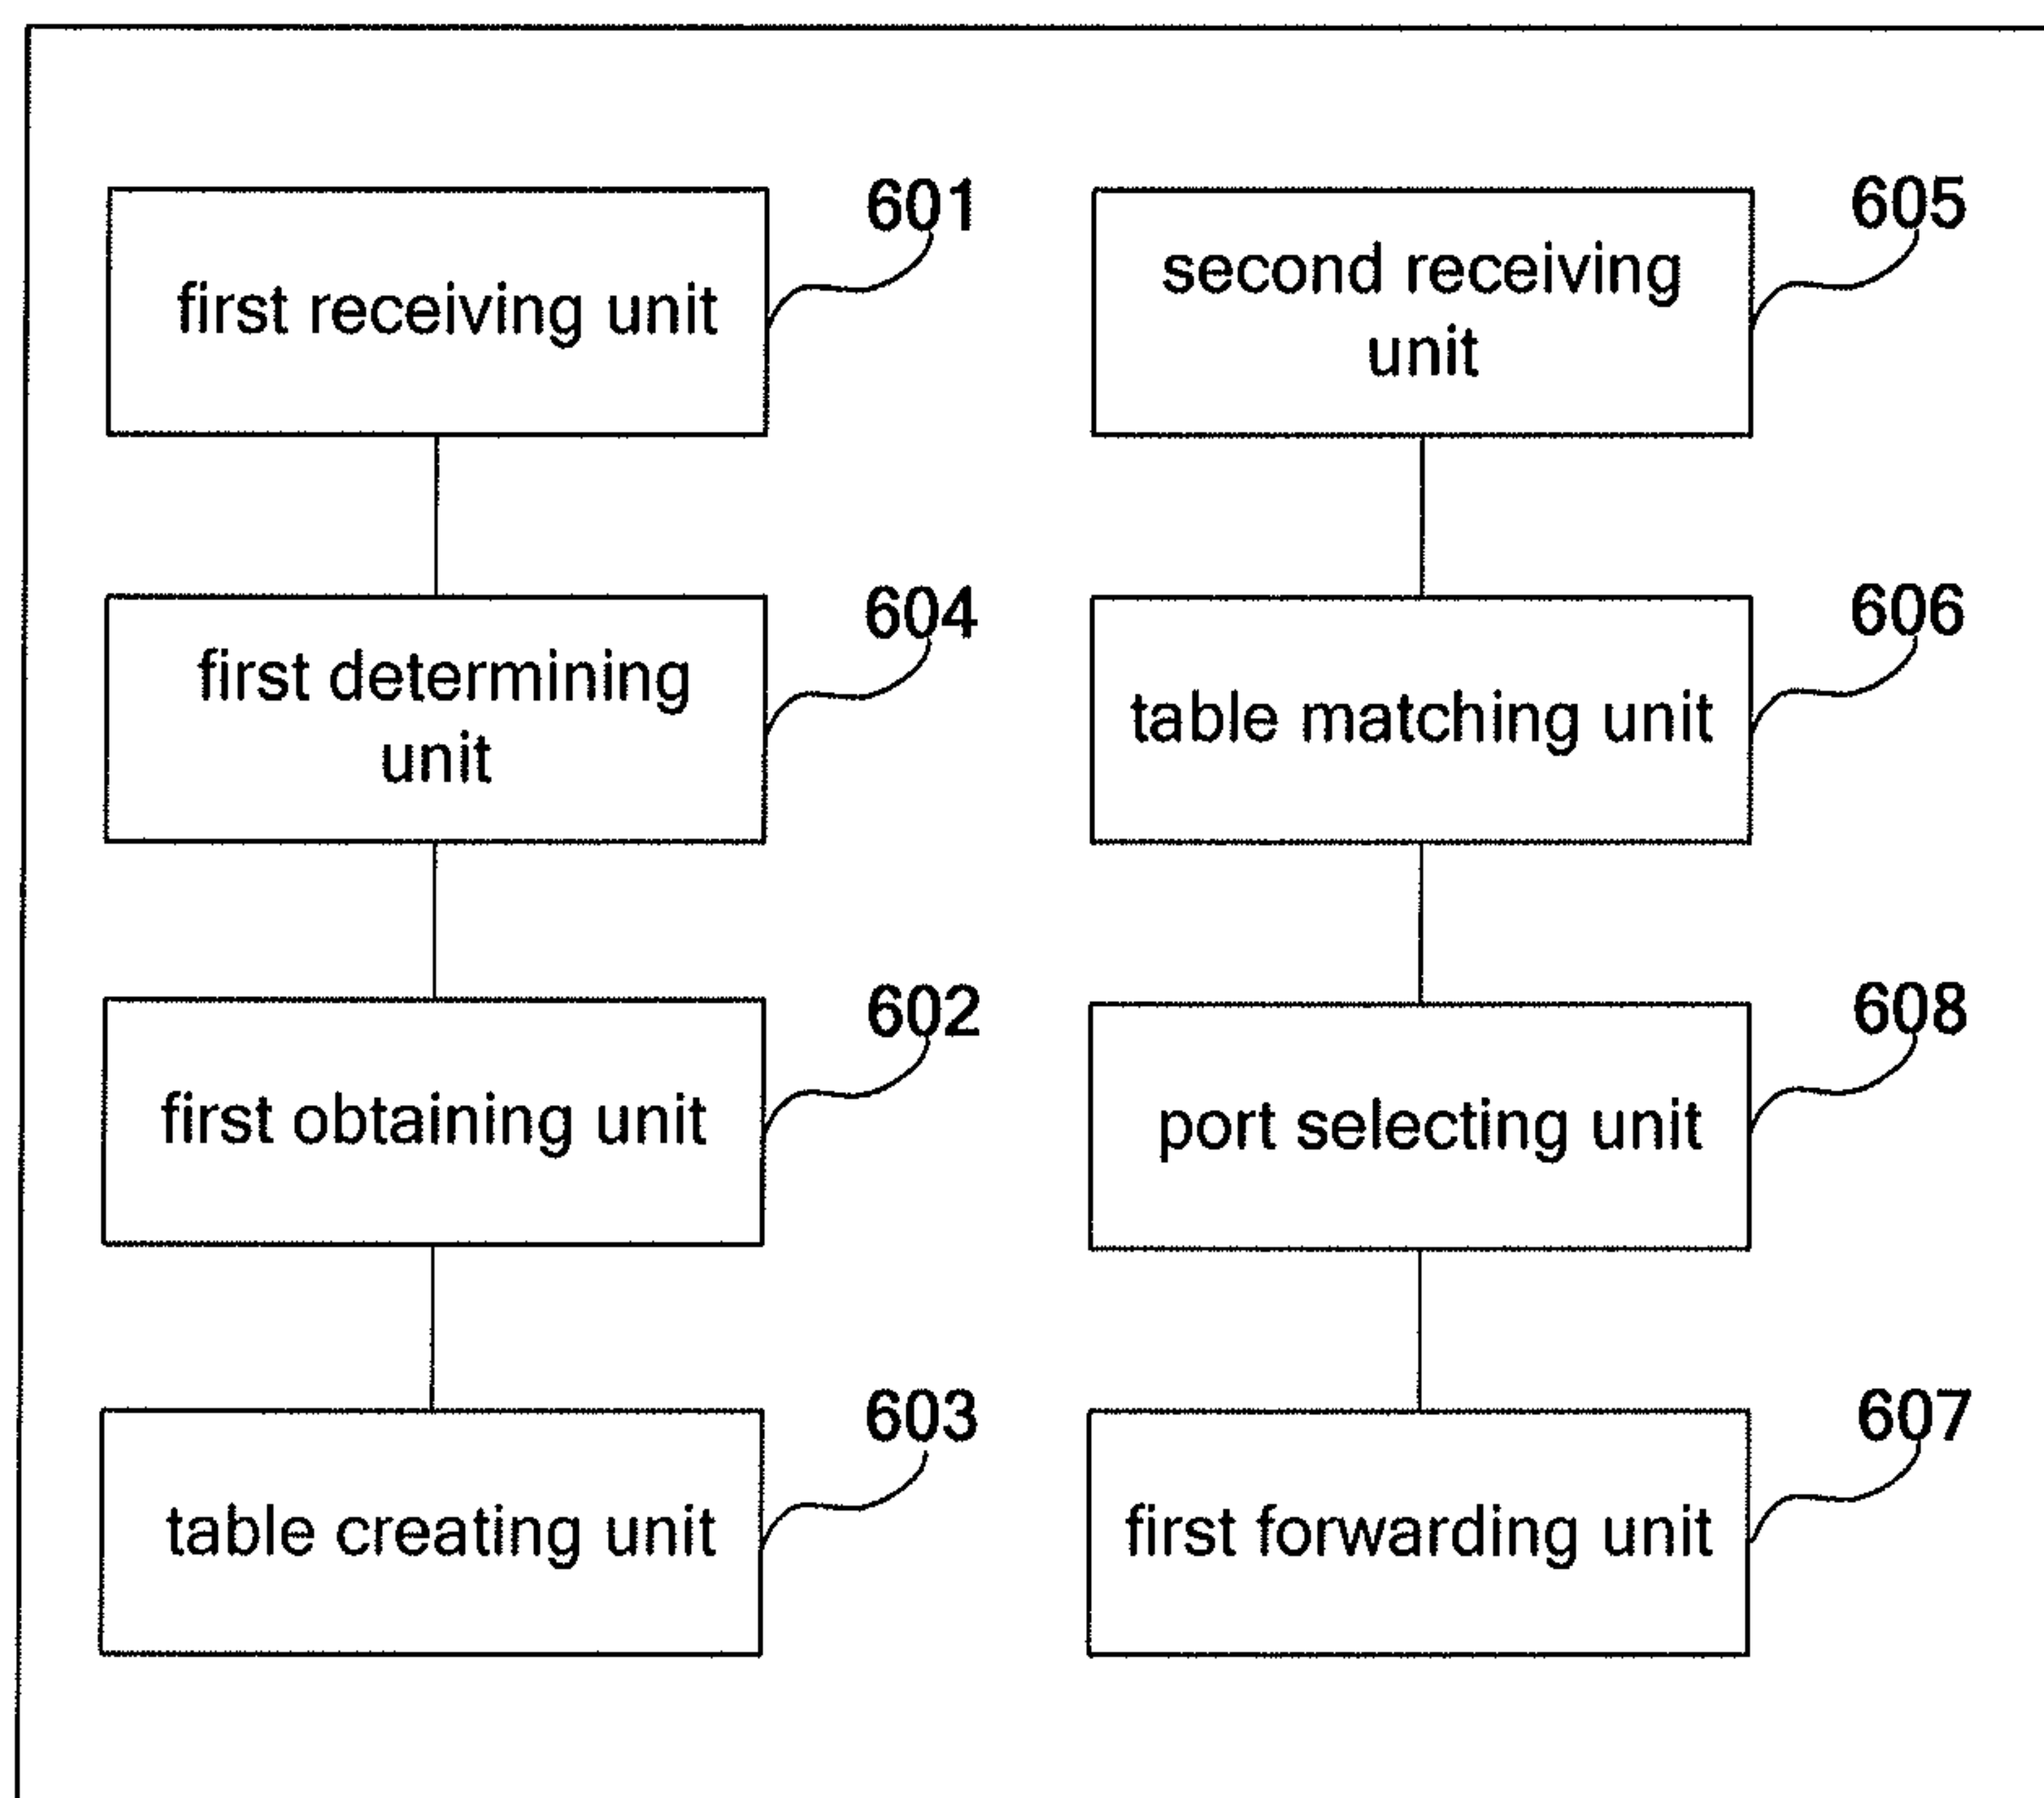 601
first receiving unit
604
first determining
unit
602
first obtaining unit
603
table creating unit
605
second receiving
unit
606
table matching unit
608
port selecting unit
607
first forwarding unit